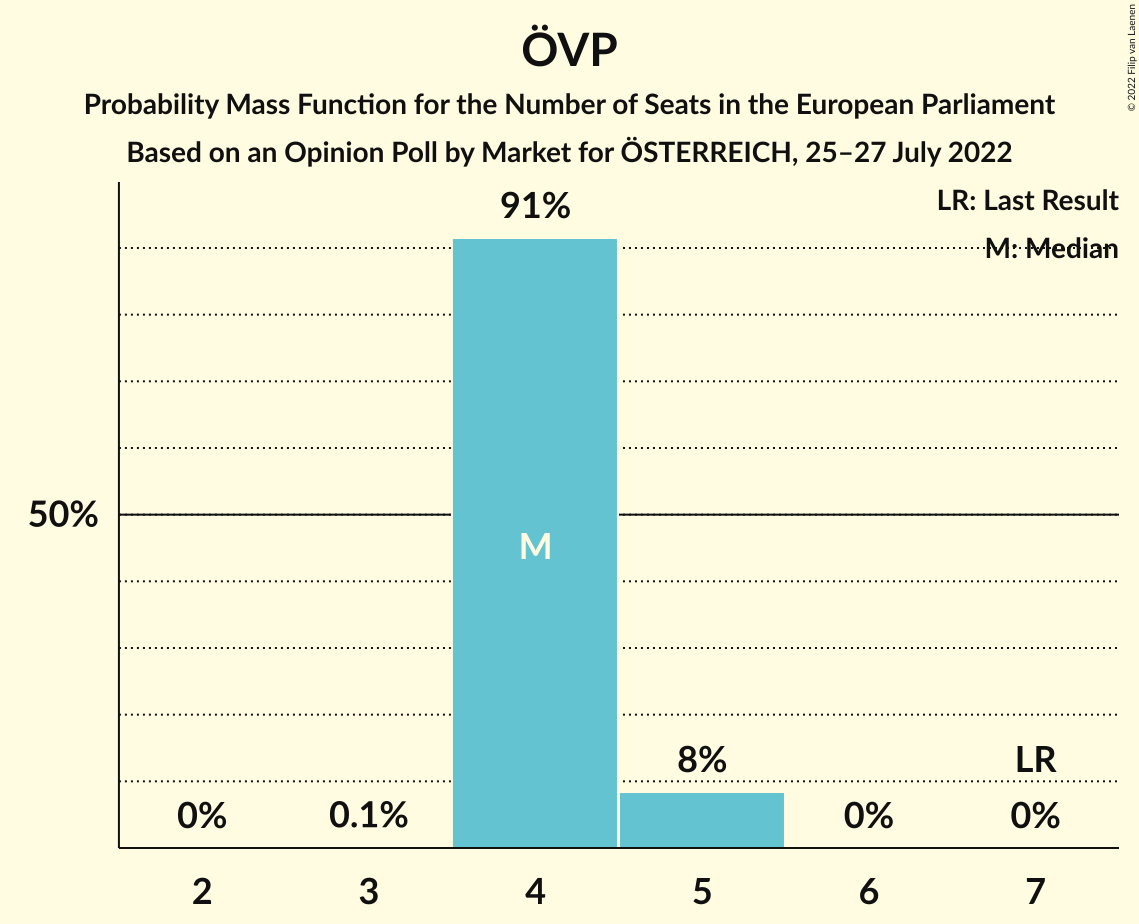 ÖVP
Probability Mass Function for the Number of Seats in the European Parliament
Based on an Opinion Poll by Market for ÖSTERREICH, 25–27 July 2022
© 2022 Filip van Laenen
LR: Last Result
M: Median
91%
50%
M
8%
LR
0%
0.1%
0%
0%
2
3
4
5
6
7